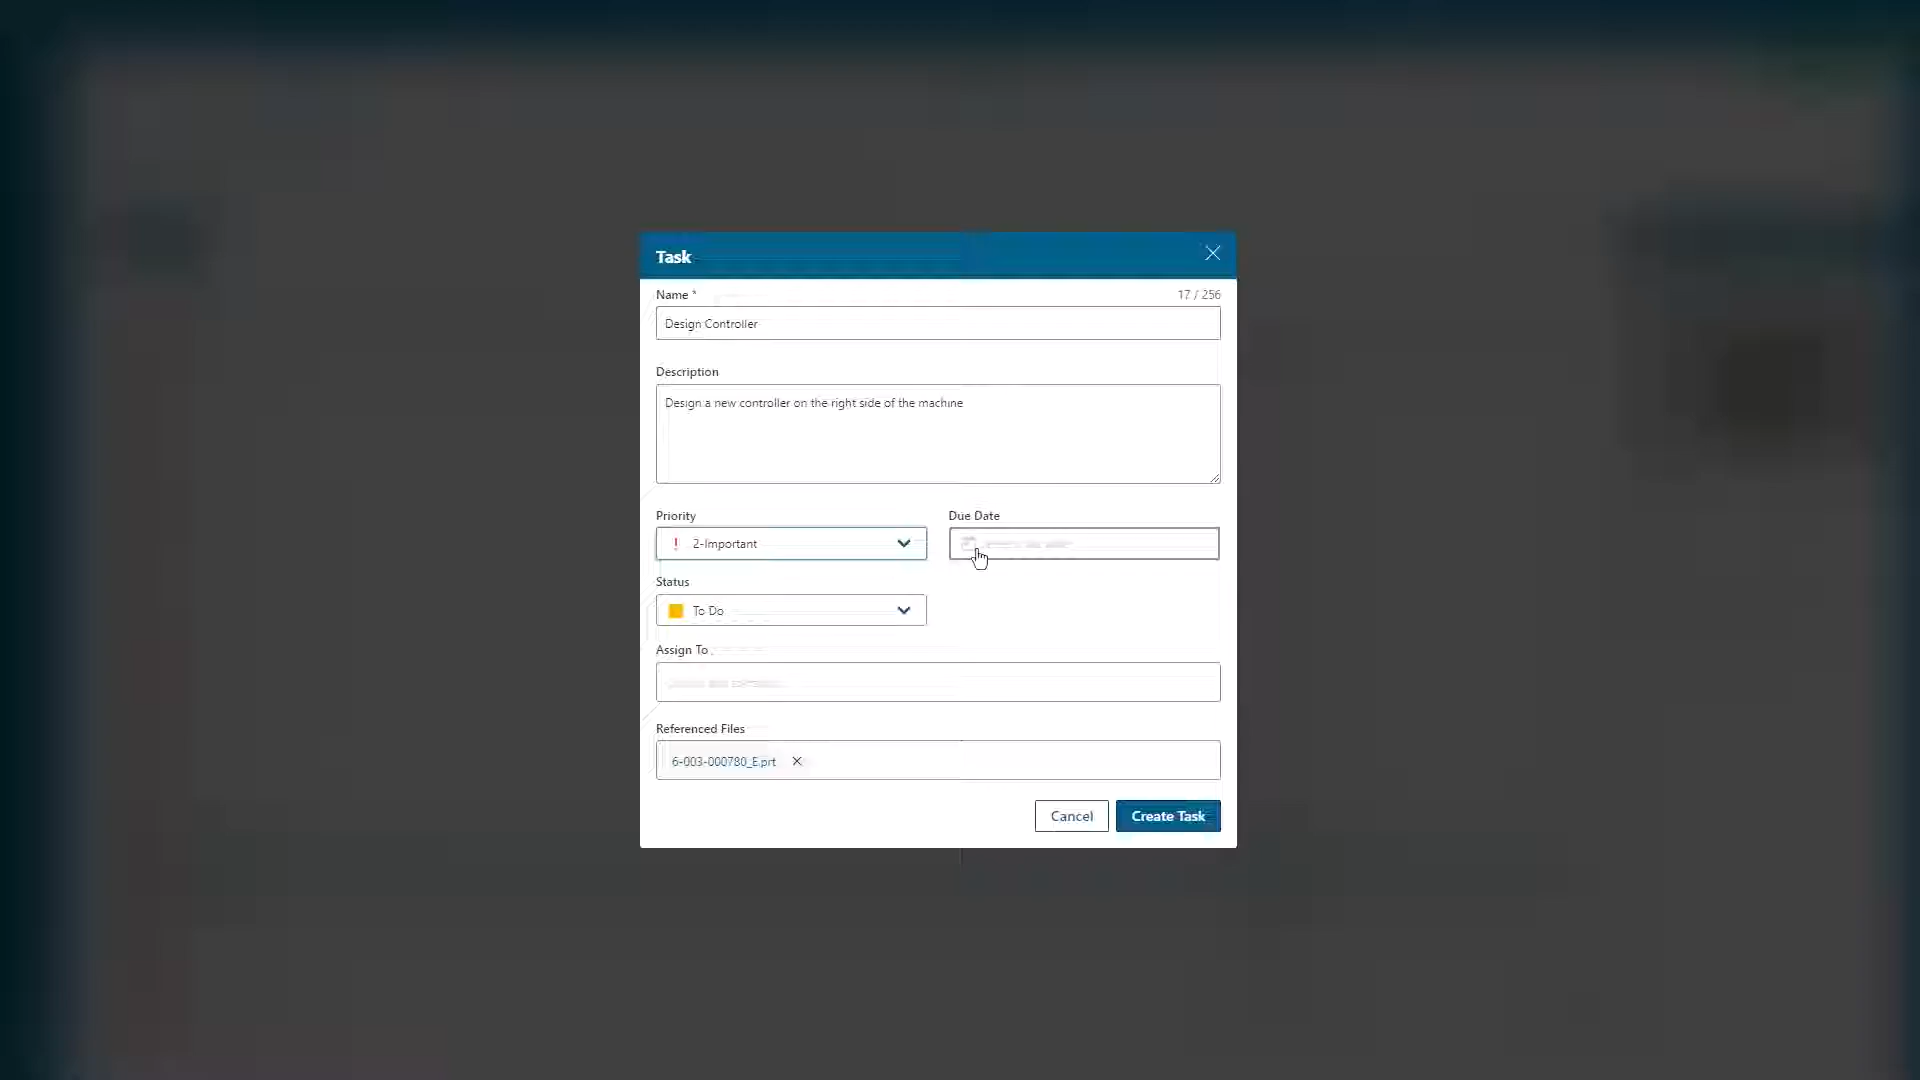 Task
Name *
17 / 256
Design Controller
Description
Design a new controller on the right side of the machine
Priority
Due Date
! 2-Important
Status
To Do
Assign To
Referenced Files
6-003-000780_E.prt
Cancel
Create Task